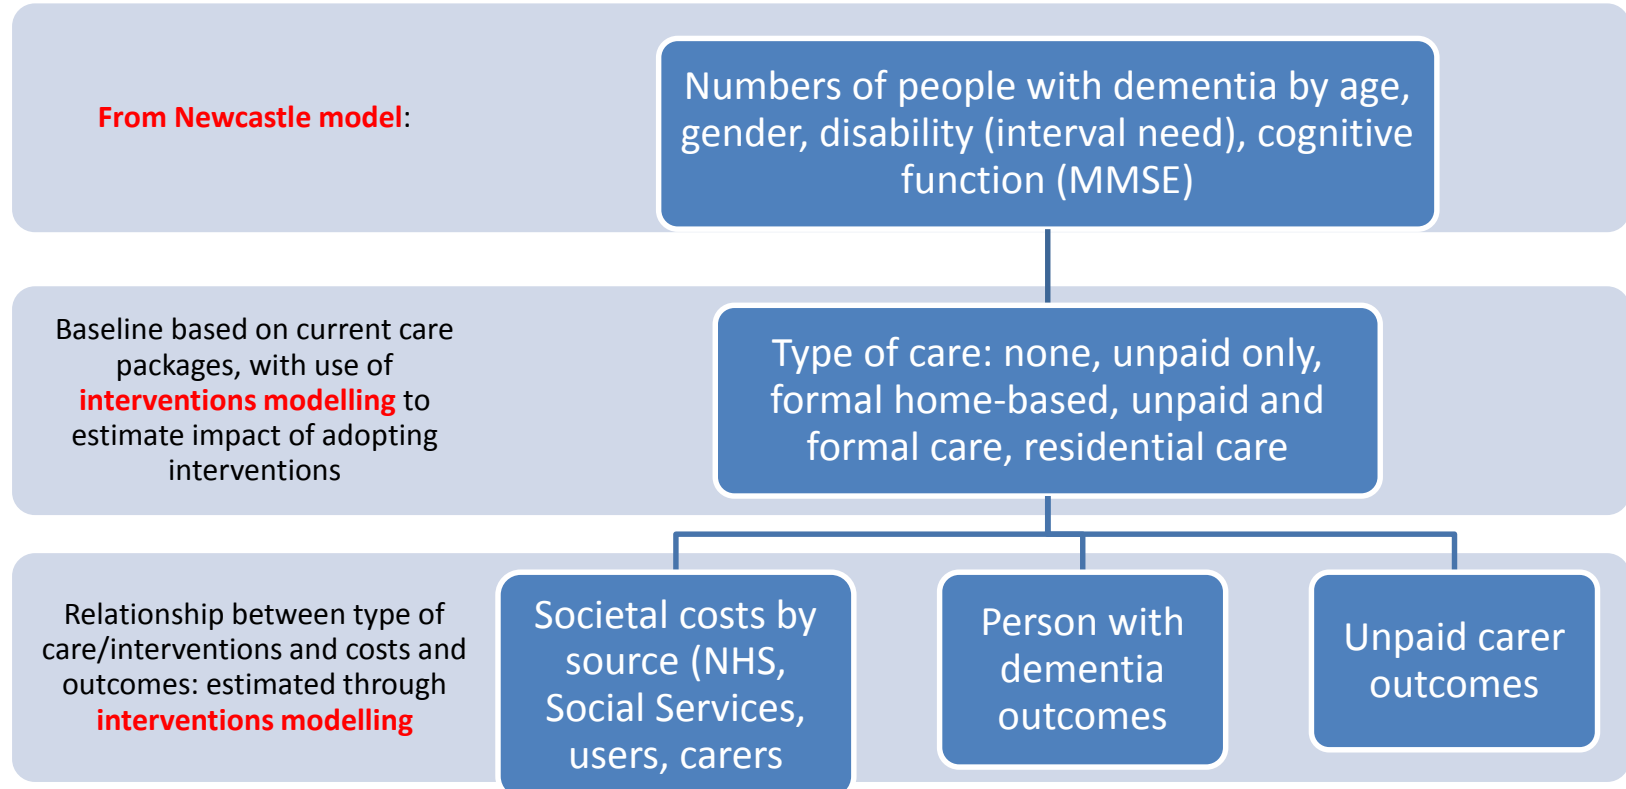 From Newcastle model:
Numbers of people with dementia by age,
gender, disability (interval need), cognitive
function (MMSE)
Baseline based on current care
packages, with use of
interventions modelling to
estimate impact of adopting
interventions
Type of care: none, unpaid only,
formal home-based, unpaid and
formal care, residential care
Relationship between type of
care/interventions and costs and
outcomes: estimated through
interventions modelling
Societal costs by
source (NHS,
Social Services,
users, carers
Person with
dementia
outcomes
Unpaid carer
outcomes